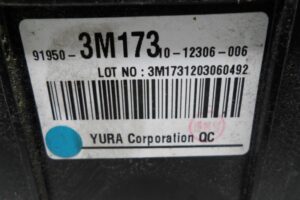 91950- 3M173 10-12306-006
LOT NO : 3M1731203060492
YURA Corporation QC